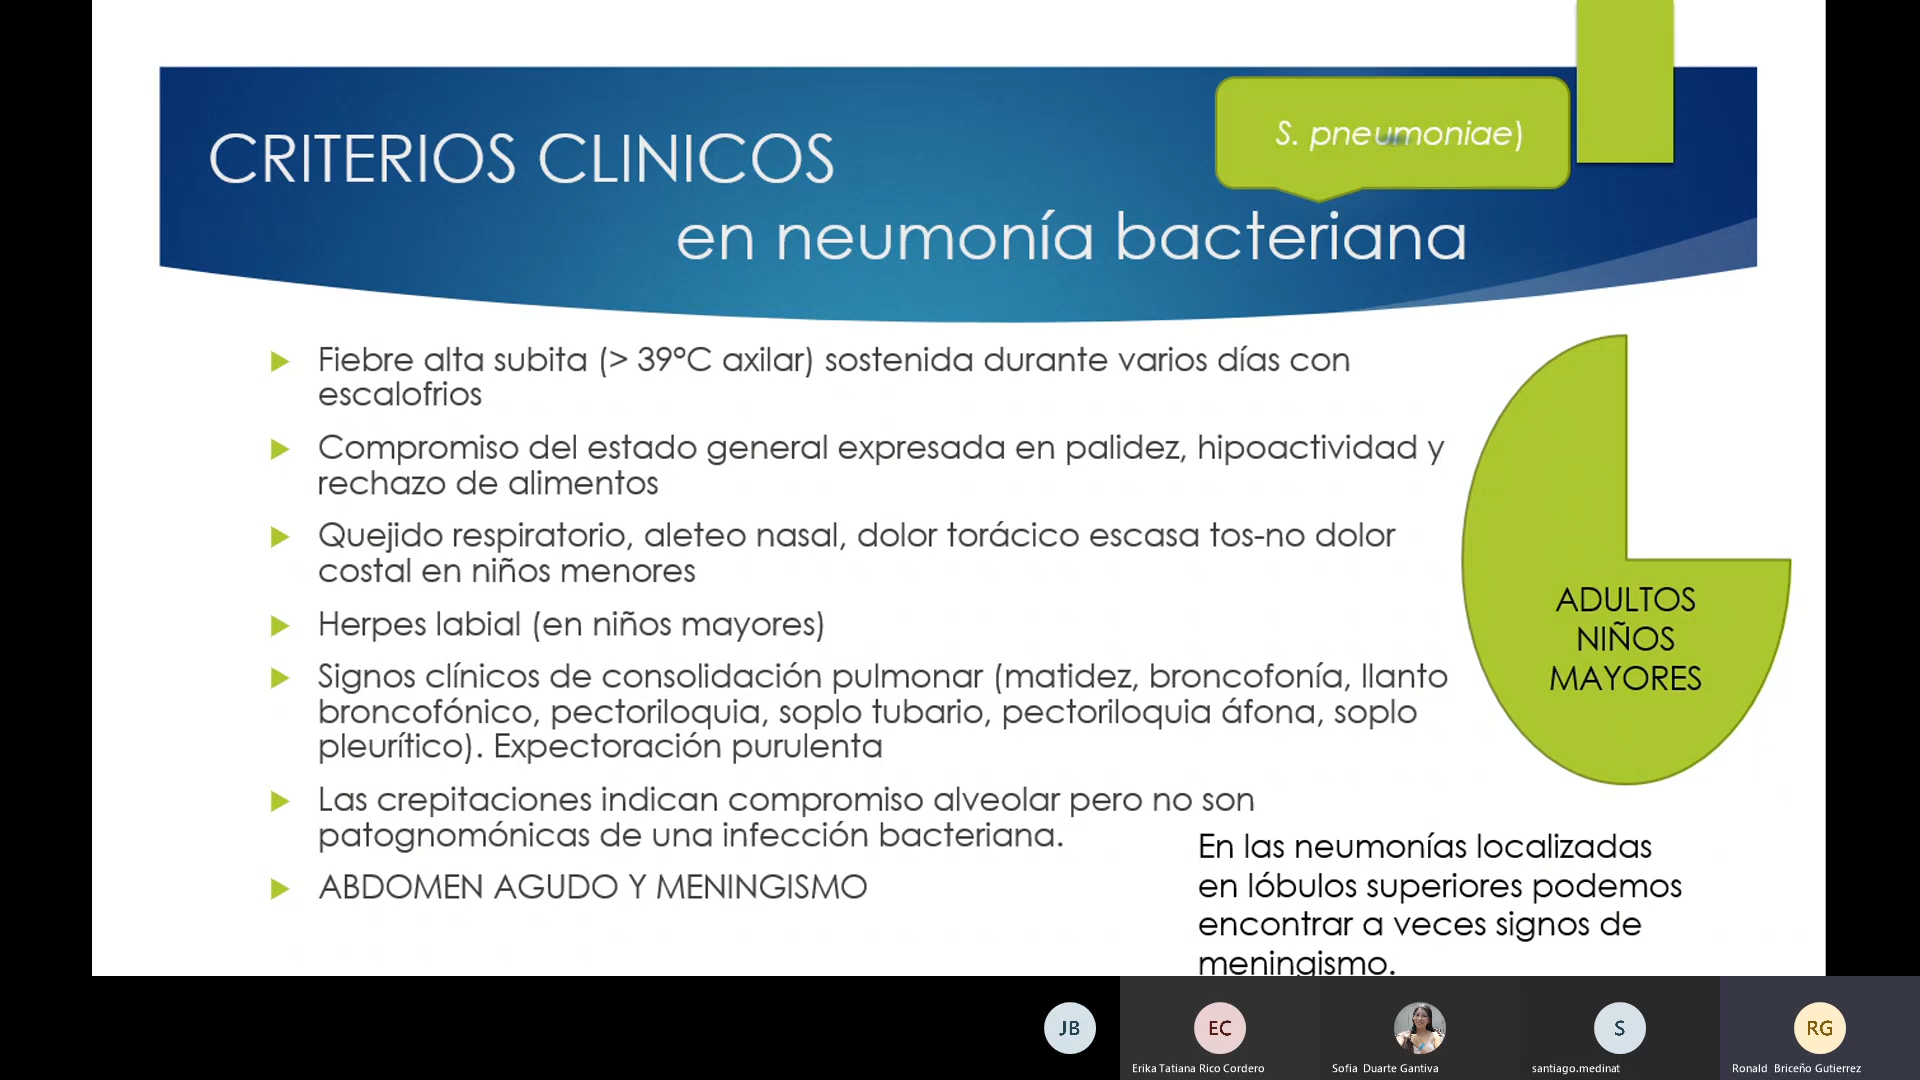 CRITERIOS CLINICOS
S. pneumoniae)
en neumonía bacteriana
Fiebre alta subita (> 39°C axilar) sostenida durante varios días con
escalofrios
Compromiso del estado general expresada en palidez, hipoactividad y
rechazo de alimentos
Quejido respiratorio, aleteo nasal, dolor torácico escasa tos-no dolor
costal en niños menores
Herpes labial (en niños mayores)
Signos clínicos de consolidación pulmonar (matidez, broncofonía, llanto
broncofónico, pectoriloquia, soplo tubario, pectoriloquia áfona, soplo
pleurítico). Expectoración purulenta
Las crepitaciones indican compromiso alveolar pero no son
patognomónicas de una infección bacteriana.
ABDOMEN AGUDO Y MENINGISMO
ADULTOS
NIÑOS
MAYORES
En las neumonías localizadas
en lóbulos superiores podemos
encontrar a veces signos de
meningismo.
JB
EC
S
RG
Erika Tatiana Rico Cordero
Sofia Duarte Gantiva
santiago.medinat
Ronald Briceño Gutierrez